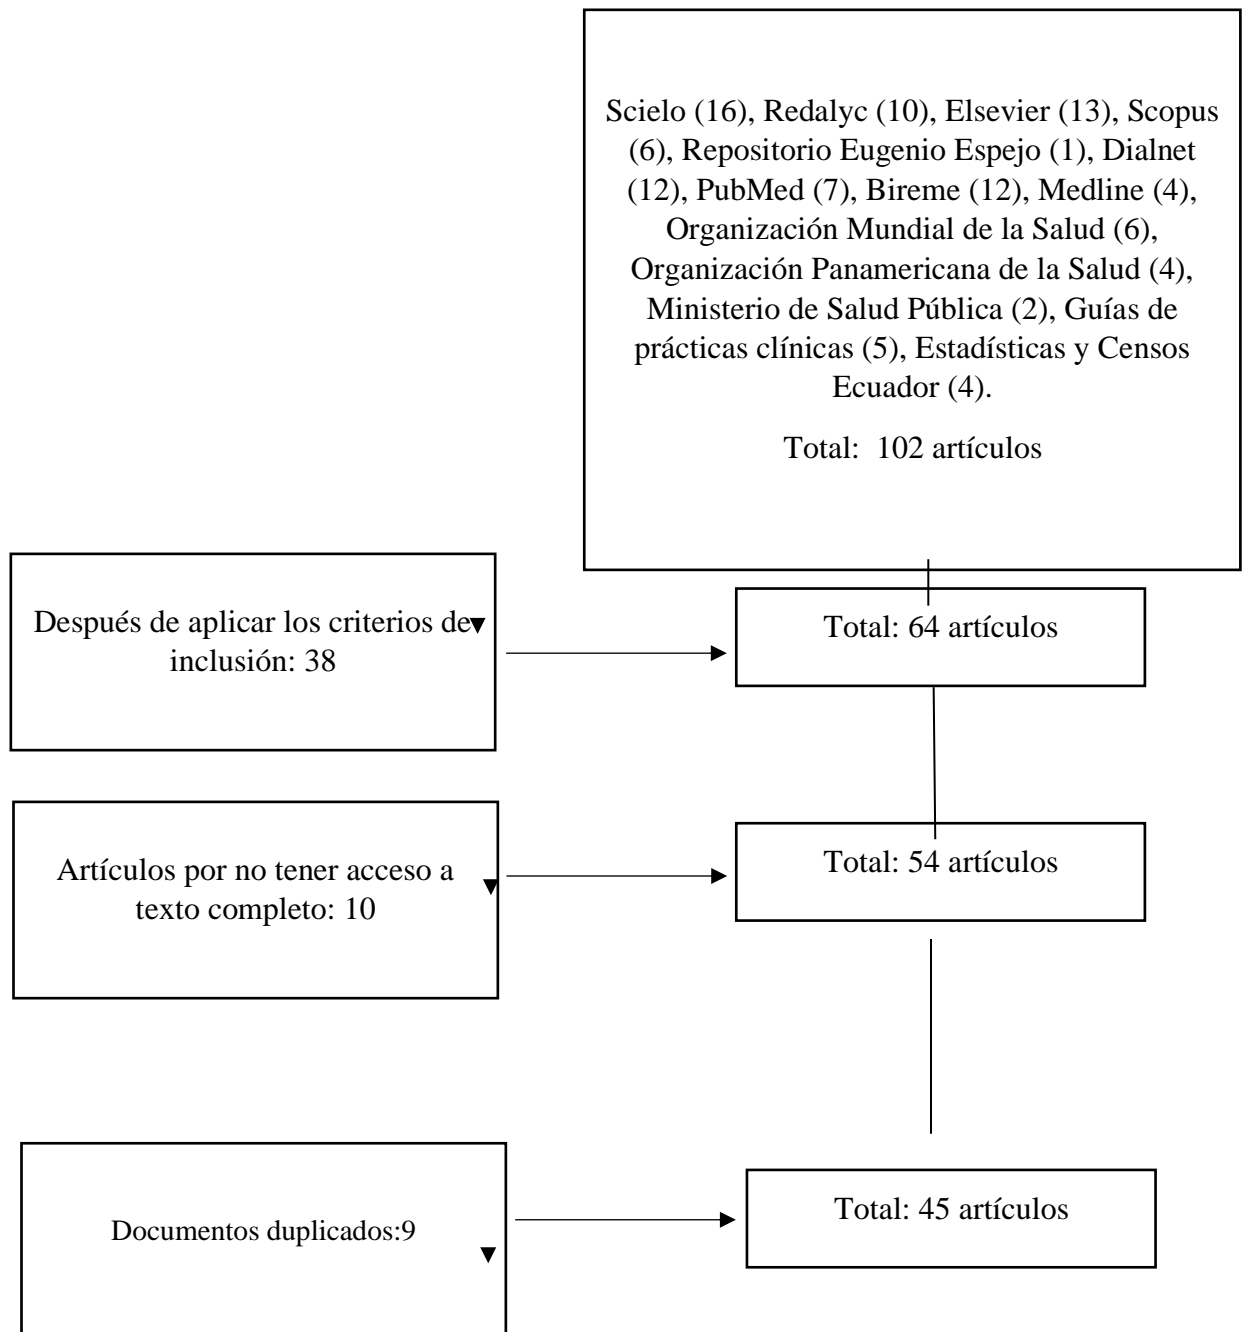 Scielo (16), Redalyc (10), Elsevier (13), Scopus
(6), Repositorio Eugenio Espejo (1), Dialnet
(12), PubMed (7), Bireme (12), Medline (4),
Organización Mundial de la Salud (6),
Organización Panamericana de la Salud (4),
Ministerio de Salud Pública (2), Guías de
prácticas clínicas (5), Estadísticas y Censos
Ecuador (4).
Total: 102 artículos
Después de aplicar los criterios de
inclusión: 38
Total: 64 artículos
Artículos por no tener acceso a
texto completo: 10
Total: 54 artículos
Documentos duplicados:9
Total: 45 artículos